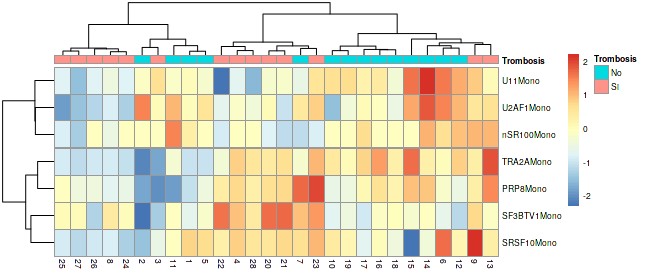 Trombosis
U11Mono
U2AF1Mono
nSR100Mono
TRA2AMono
PRP8Mono
SF3BTV1Mono
SRSF10Mono
25 27 26 8 24 2 3 11 1 5 22 4 28 20 21 7 23 10 19 17 16 18 15 14 6 12 9 13
2
1
0
-1
-2
Trombosis
No
SI